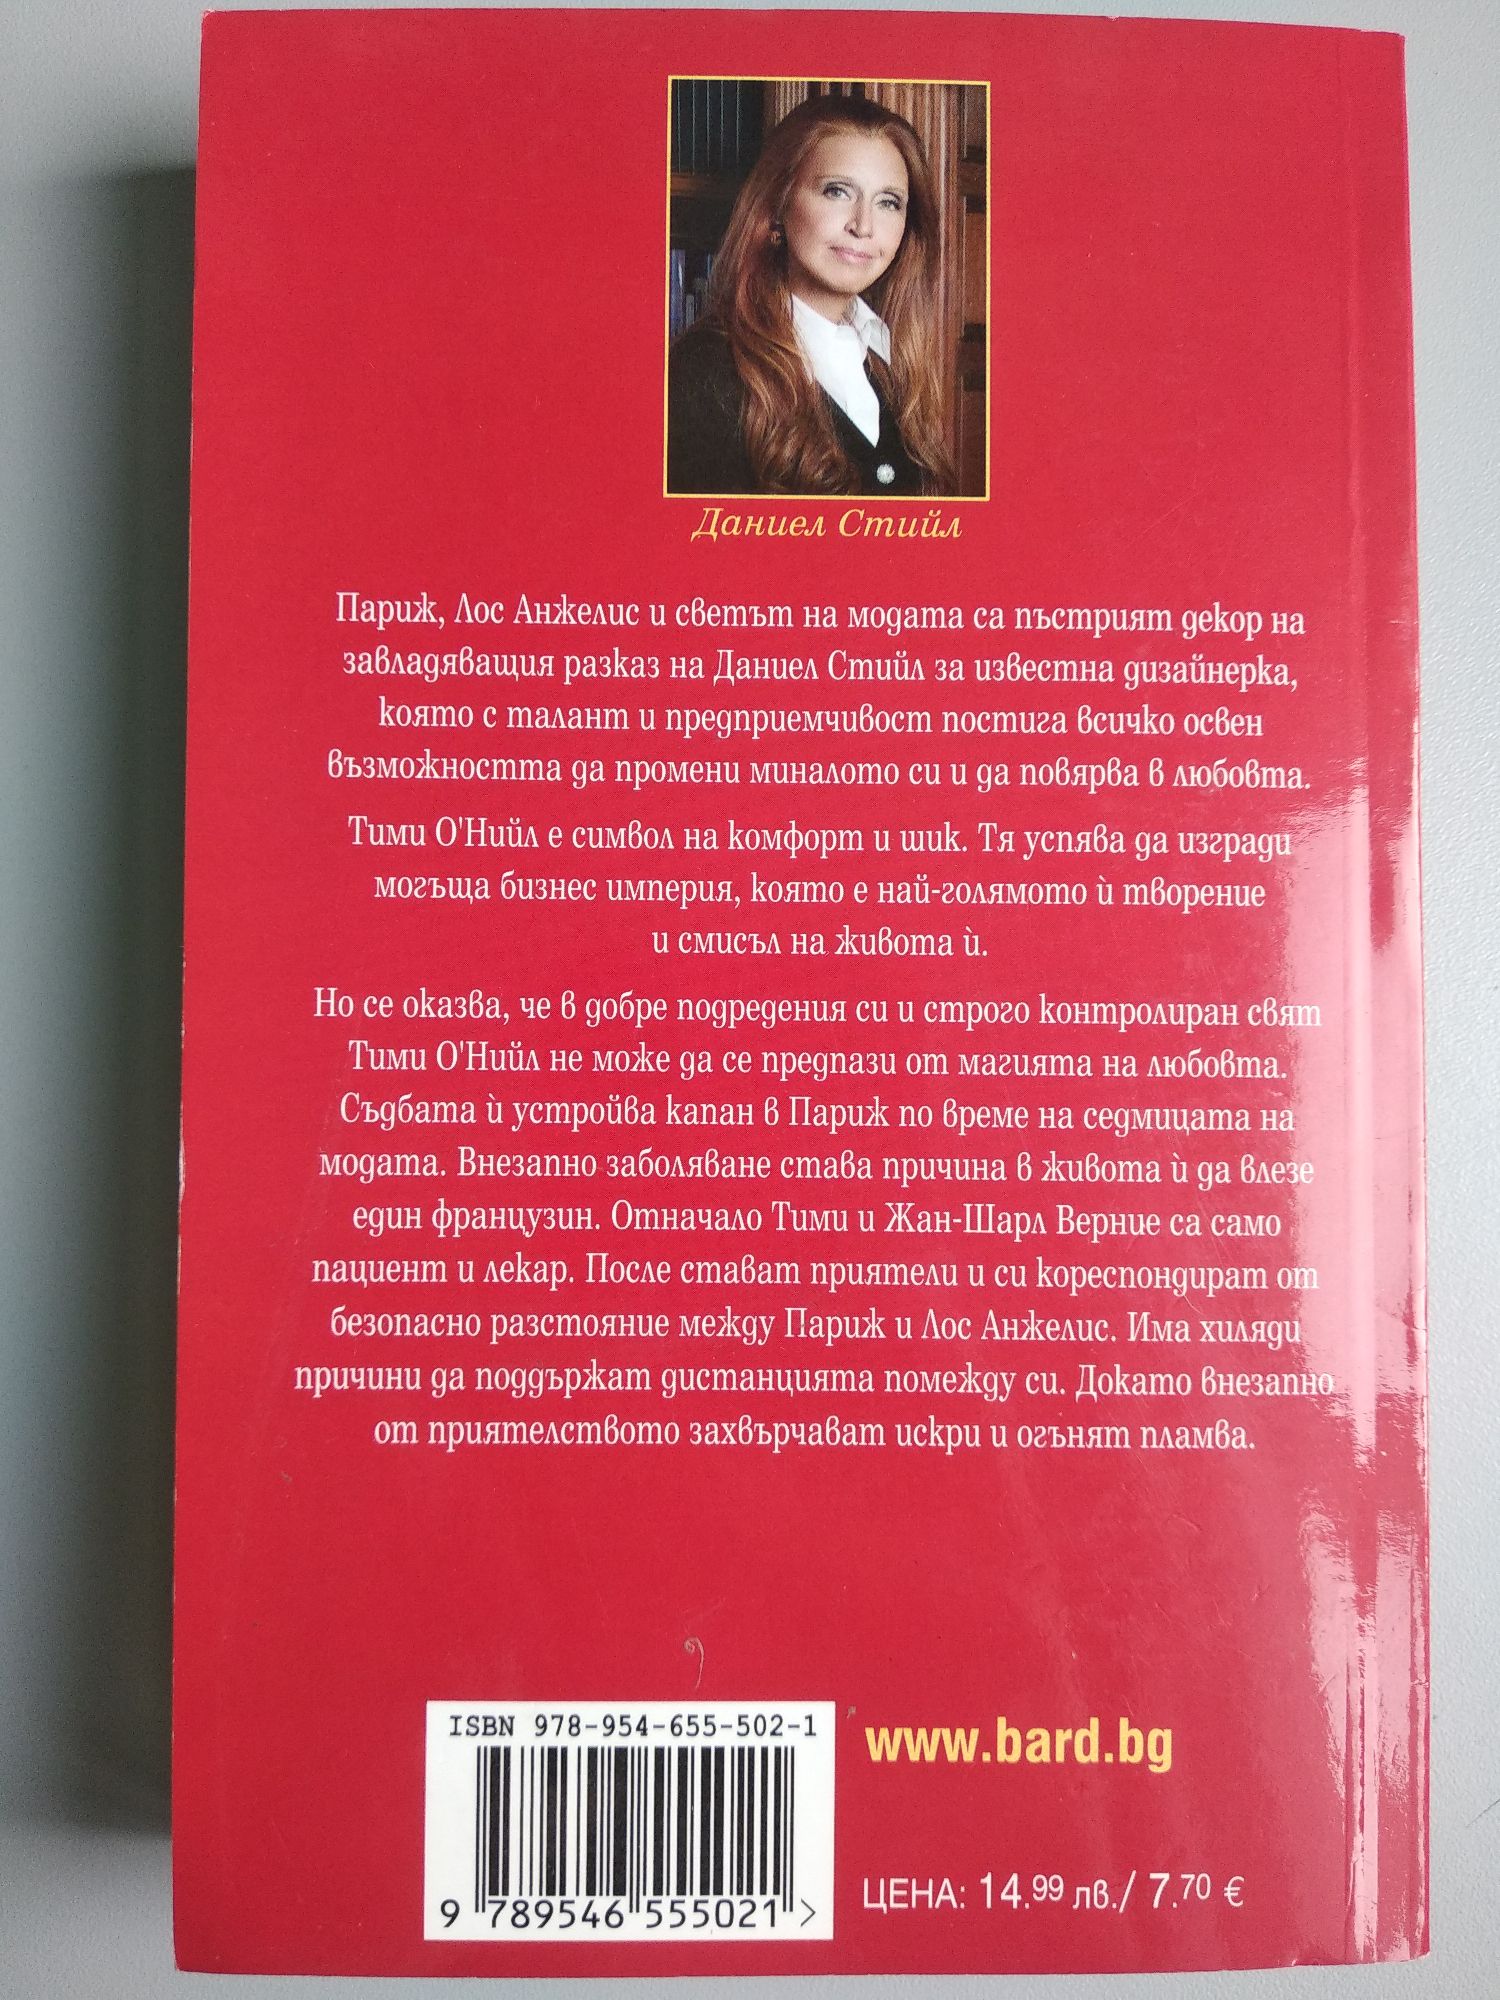 Даниел Стийл
Париж, Лос Анжелис и светът на модата са пъстрият декор на
завладяващия разказ на Даниел Стийл за известна дизайнерка,
която с талант и предприемчивост постига всичко освен
възможността да промени миналото си и да повярва в любовта.
Тими О'Нийл е символ на комфорт и шик. Тя успява да изгради
могъща бизнес империя, която е най-голямото ѝ творение
и смисъл на живота ѝ.
Но се оказва, че в добре подредения си и строго контролиран свят
Тими О'Нийл не може да се предпази от магията на любовта.
Съдбата ѝ устройва капан в Париж по време на седмицата на
модата. Внезапно заболяване става причина в живота ѝ да влезе
един французин. Отначало Тими и Жан-Шарл Верние са само
пациент и лекар. После стават приятели и си кореспондират от
безопасно разстояние между Париж и Лос Анжелис. Има хиляди
причини да поддържат дистанцията помежду си. Докато внезапно
от приятелството захвърчават искри и огънят пламва.
ISBN 978-954-655-502-1
9 789546 555021 >
www.bard.bg
ЦЕНА: 14.99 лв./ 7.70 €